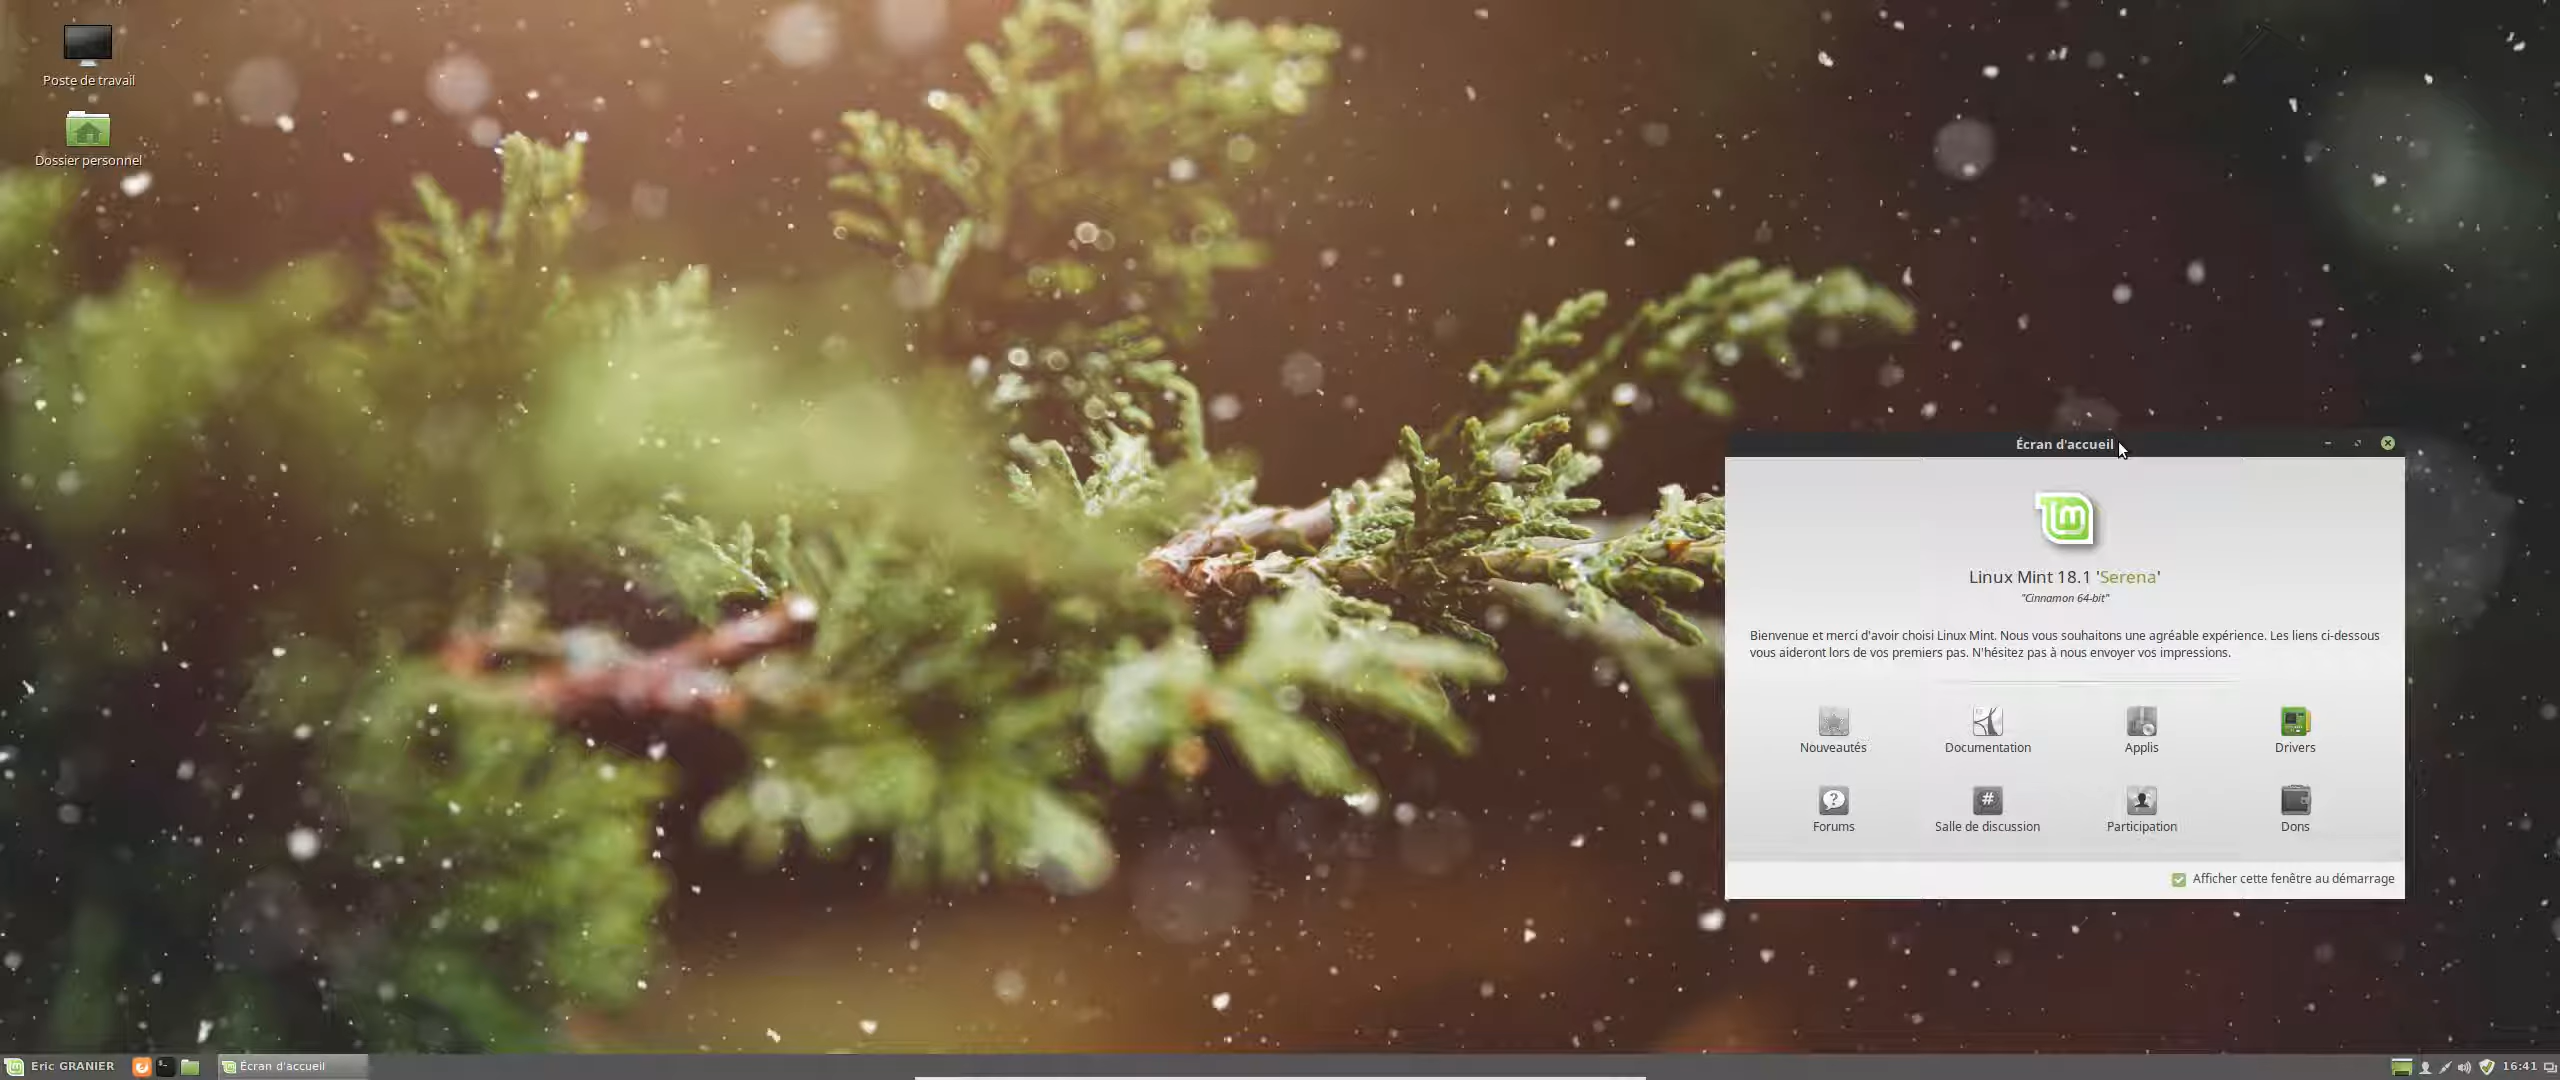 Poste de travail
Dossier personnel
Écran d'accueil
Linux Mint 18.1 'Serena'
"Cinnamon 64-bit"
Bienvenue et merci d'avoir choisi Linux Mint. Nous vous souhaitons une agréable expérience. Les liens ci-dessous
vous aideront lors de vos premiers pas. N'hésitez pas à nous envoyer vos impressions.
Nouveautés Documentation Applis Drivers
Forums Salle de discussion Participation Dons
Afficher cette fenêtre au démarrage
Eric GRANIER Écran d'accueil 16:41